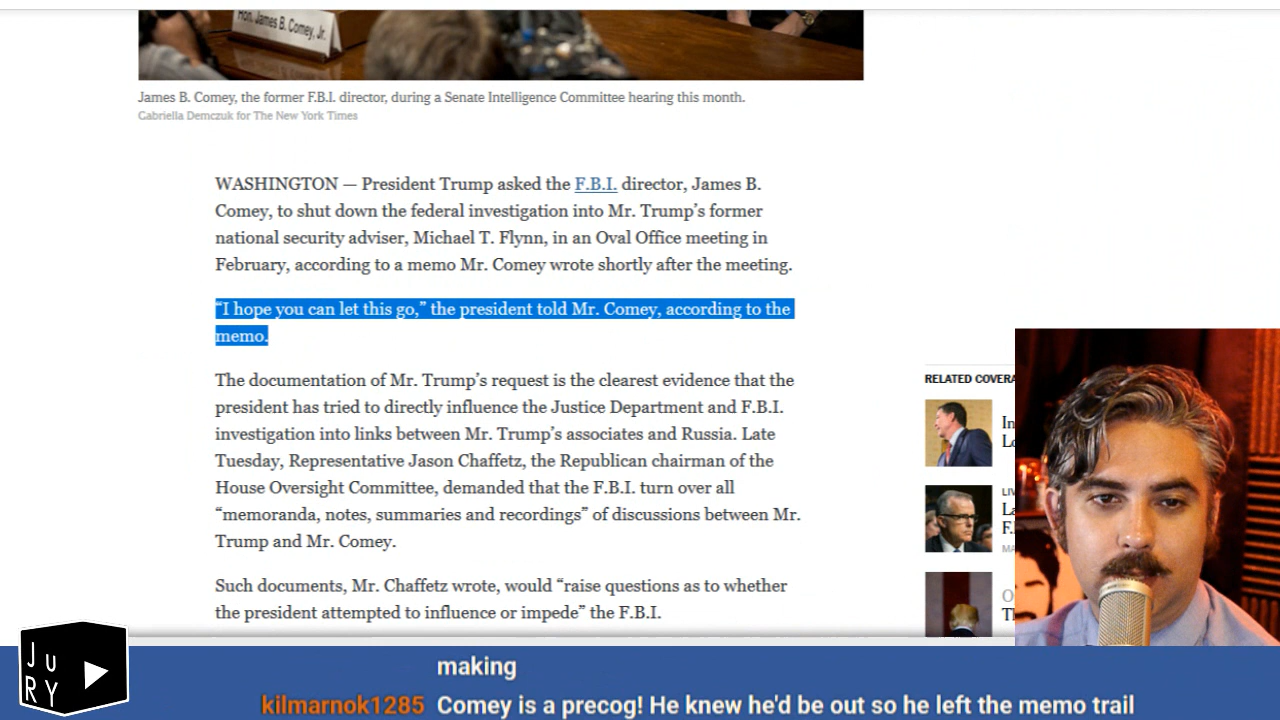 Hon. James B. Comey, Jr.
James B. Comey, the former F.B.I. director, during a Senate Intelligence Committee hearing this month.
Gabriella Demczuk for The New York Times
WASHINGTON — President Trump asked the F.B.I. director, James B.
Comey, to shut down the federal investigation into Mr. Trump’s former
national security adviser, Michael T. Flynn, in an Oval Office meeting in
February, according to a memo Mr. Comey wrote shortly after the meeting.
“I hope you can let this go,” the president told Mr. Comey, according to the
memo.
The documentation of Mr. Trump’s request is the clearest evidence that the
president has tried to directly influence the Justice Department and F.B.I.
investigation into links between Mr. Trump’s associates and Russia. Late
Tuesday, Representative Jason Chaffetz, the Republican chairman of the
House Oversight Committee, demanded that the F.B.I. turn over all
“memoranda, notes, summaries and recordings” of discussions between Mr.
Trump and Mr. Comey.
Such documents, Mr. Chaffetz wrote, would “raise questions as to whether
the president attempted to influence or impede” the F.B.I.
RELATED COVERA
In
Lo
LIV
La
F.
MA
O
T
JURY
making
kilmarnok1285 Comey is a precog! He knew he'd be out so he left the memo trail